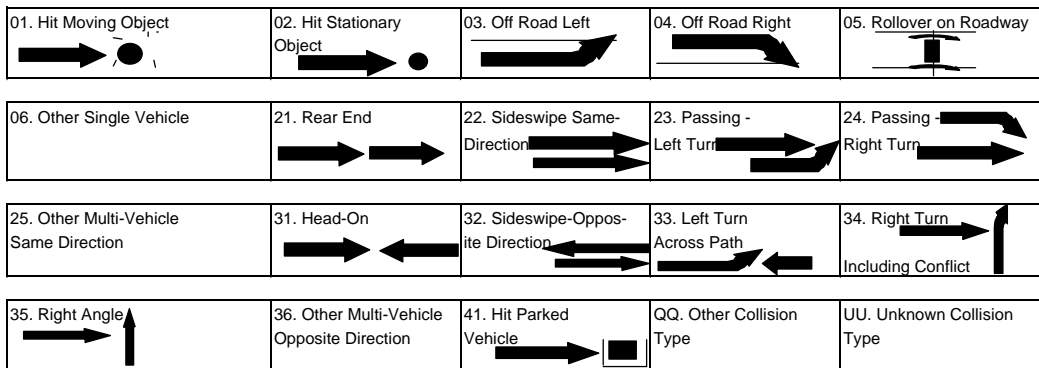 01. Hit Moving Object
02. Hit Stationary
Object
03. Off Road Left
04. Off Road Right
05. Rollover on Roadway
06. Other Single Vehicle
21. Rear End
22. Sideswipe Same-
Direction
23. Passing -
Left Turn
24. Passing -
Right Turn
25. Other Multi-Vehicle
Same Direction
31. Head-On
32. Sideswipe-Oppos-
ite Direction
33. Left Turn
Across Path
34. Right Turn
Including Conflict
35. Right Angle
36. Other Multi-Vehicle
Opposite Direction
41. Hit Parked
Vehicle
QQ. Other Collision
Type
UU. Unknown Collision
Type